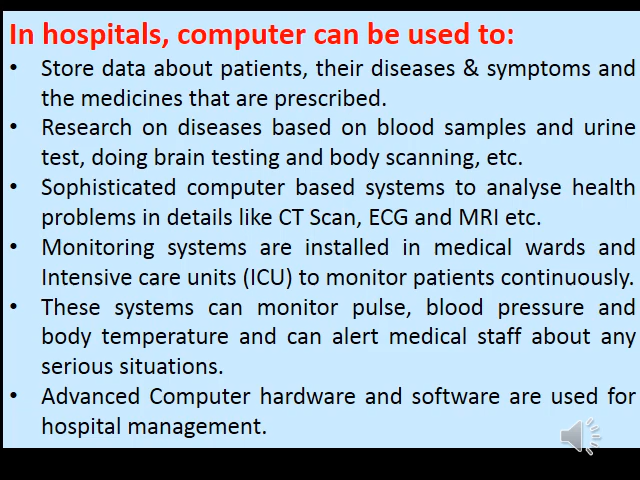 In hospitals, computer can be used to:
• Store data about patients, their diseases & symptoms and
the medicines that are prescribed.
• Research on diseases based on blood samples and urine
test, doing brain testing and body scanning, etc.
• Sophisticated computer based systems to analyse health
problems in details like CT Scan, ECG and MRI etc.
• Monitoring systems are installed in medical wards and
Intensive care units (ICU) to monitor patients continuously.
• These systems can monitor pulse, blood pressure and
body temperature and can alert medical staff about any
serious situations.
• Advanced Computer hardware and software are used for
hospital management.